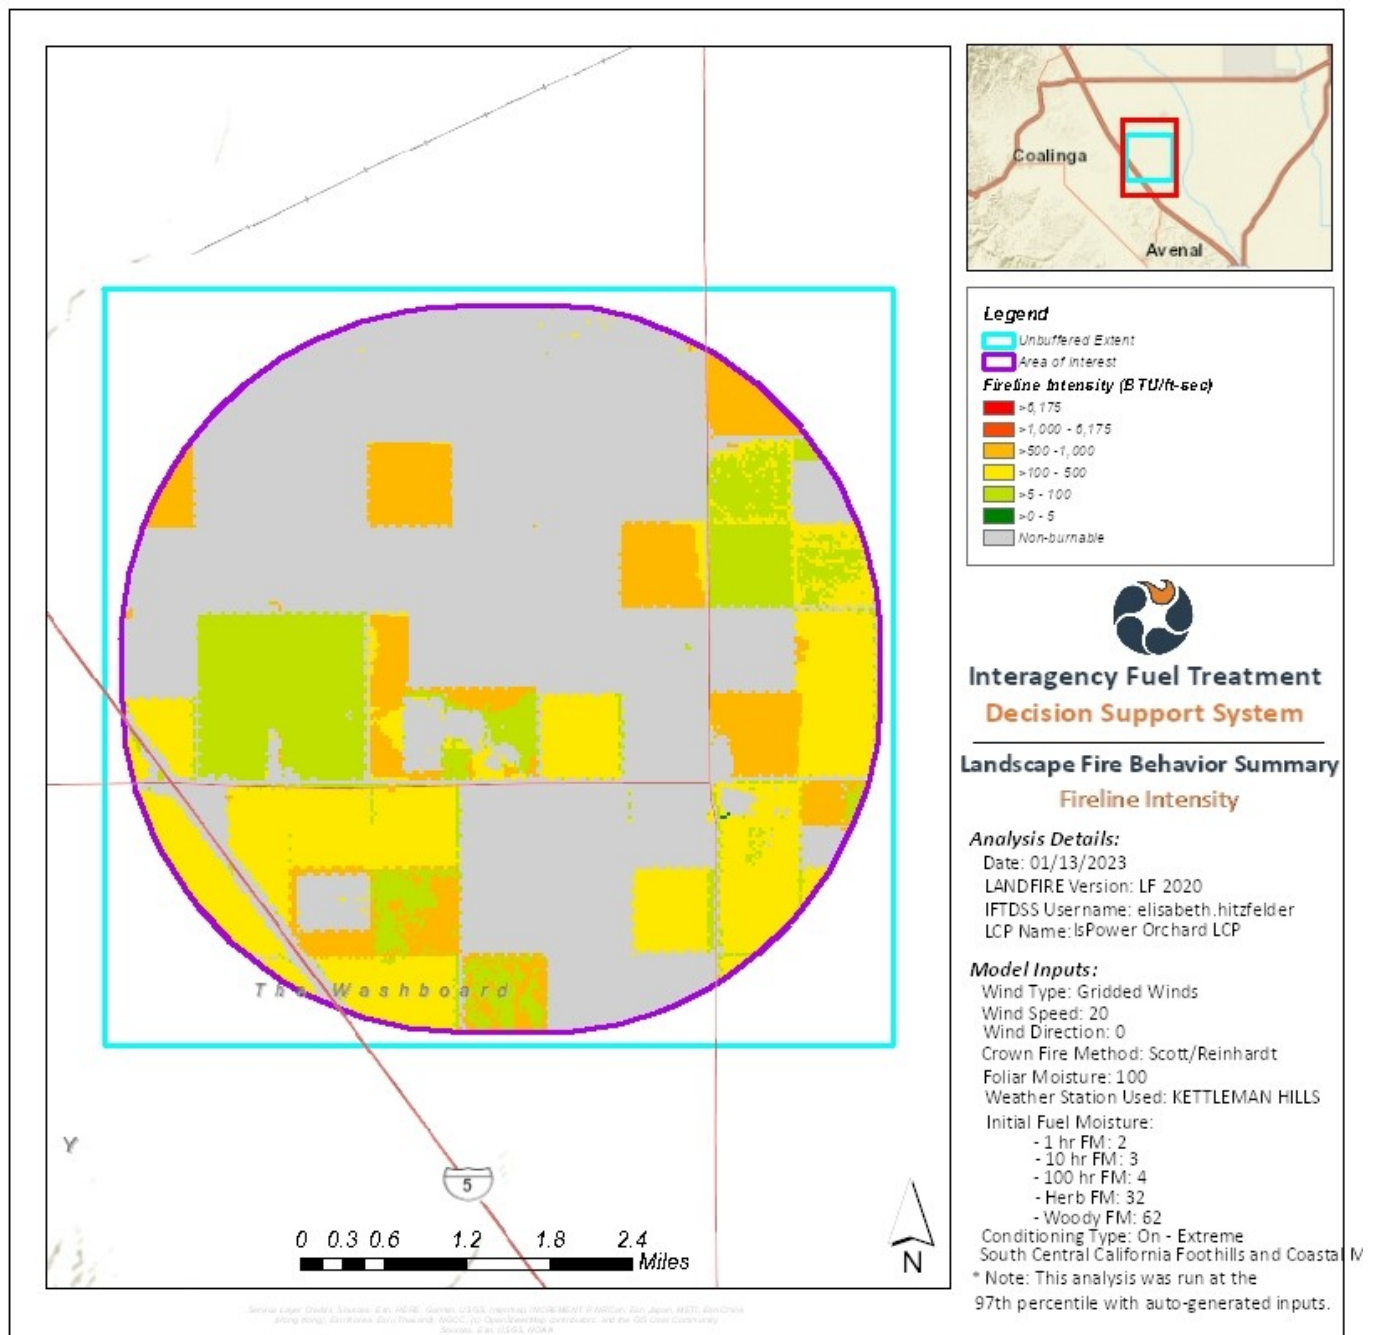 Coalinga
Avenal
Legend
Unbuffered Extent
Area of Interest
Fireline Intensity (BTU/ft-sec)
>6,175
>1,000 - 6,175
>500 -1,000
>100 - 500
>5 - 100
>0 - 5
Non-burnable
Interagency Fuel Treatment
Decision Support System
Landscape Fire Behavior Summary
Fireline Intensity
Analysis Details:
Date: 01/13/2023
LANDFIRE Version: LF 2020
IFTDSS Username: elisabeth.hitzfelder
LCP Name: IsPower Orchard LCP
Model Inputs:
Wind Type: Gridded Winds
Wind Speed: 20
Wind Direction: 0
Crown Fire Method: Scott/Reinhardt
Foliar Moisture: 100
Weather Station Used: KETTLEMAN HILLS
Initial Fuel Moisture:
- 1 hr FM: 2
- 10 hr FM: 3
- 100 hr FM: 4
- Herb FM: 32
- Woody FM: 62
Conditioning Type: On - Extreme
South Central California Foothills and Coastal M
* Note: This analysis was run at the
97th percentile with auto-generated inputs.
The Washboard
Y
5
0 0.3 0.6 1.2 1.8 2.4
Miles
N